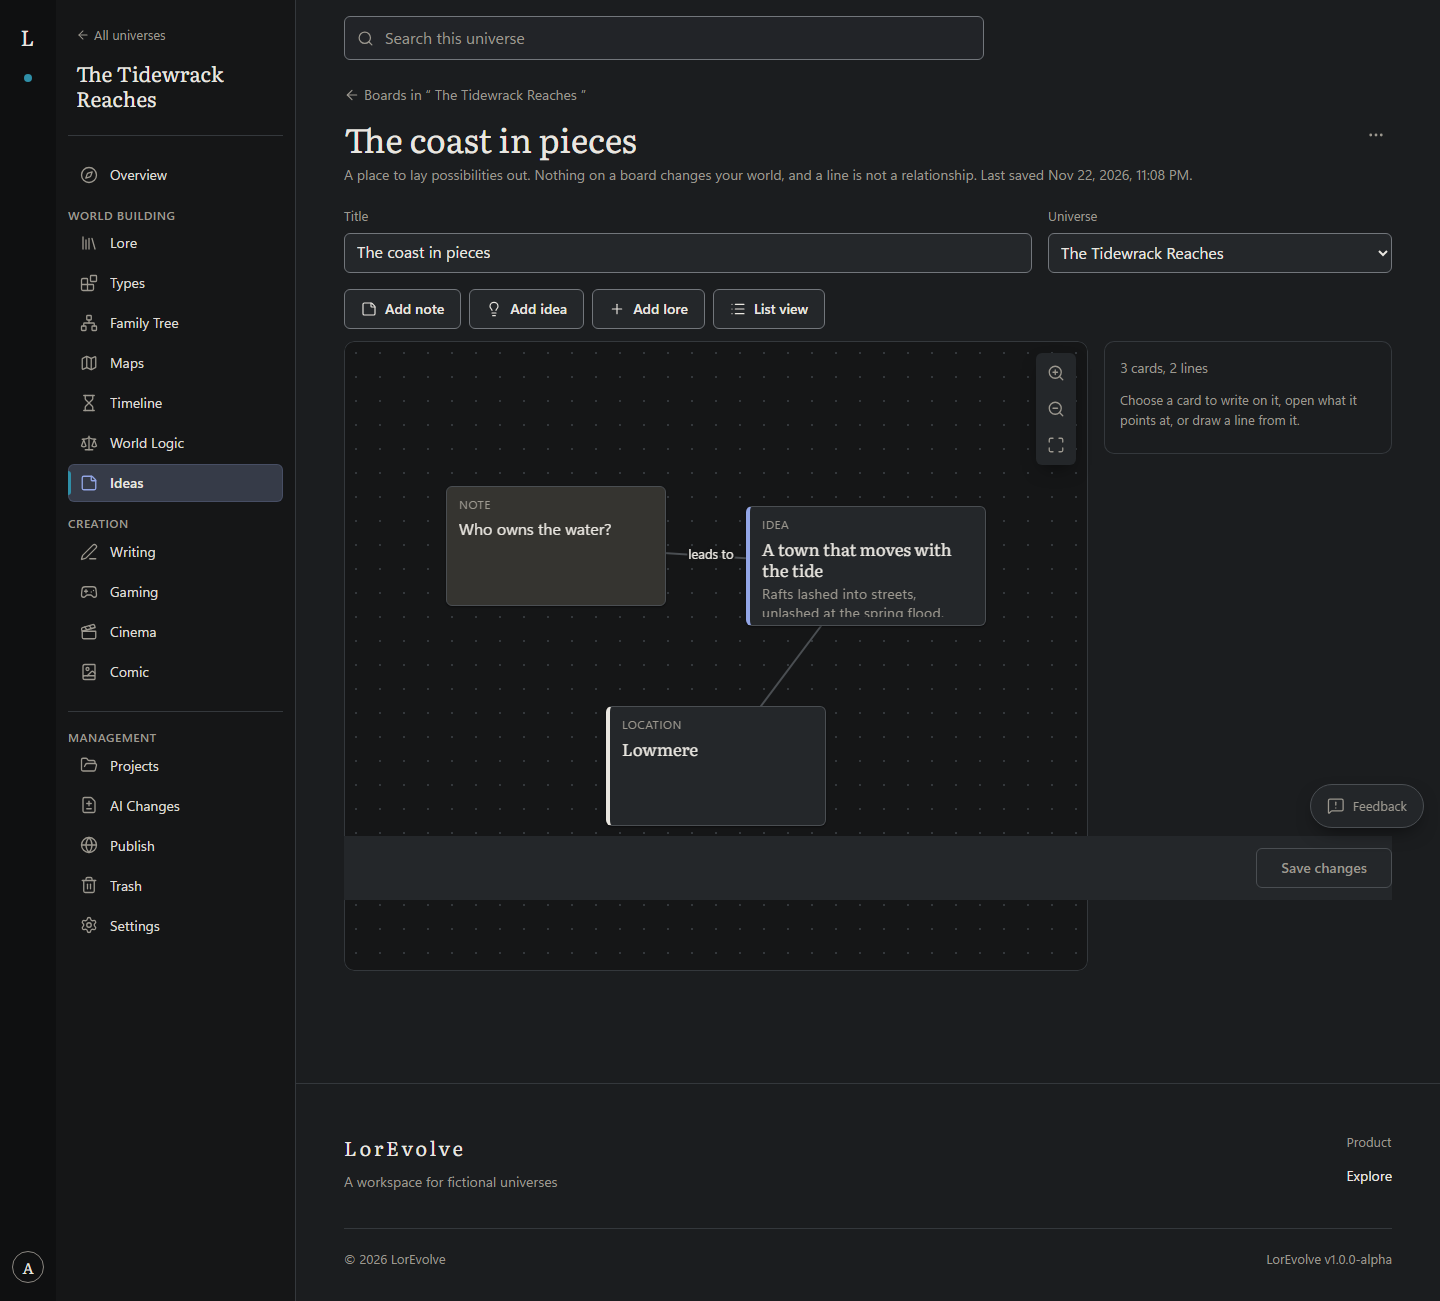 L
All universes
The Tidewrack
Reaches
Overview
WORLD BUILDING
Lore
Types
Family Tree
Maps
Timeline
World Logic
Ideas
CREATION
Writing
Gaming
Cinema
Comic
MANAGEMENT
Projects
AI Changes
Publish
Trash
Settings
A
Search this universe
Boards in “ The Tidewrack Reaches ”
The coast in pieces
A place to lay possibilities out. Nothing on a board changes your world, and a line is not a relationship. Last saved Nov 22, 2026, 11:08 PM.
Title
Universe
The coast in pieces
The Tidewrack Reaches
Add note
Add idea
Add lore
List view
3 cards, 2 lines
Choose a card to write on it, open what it
points at, or draw a line from it.
NOTE
Who owns the water?
leads to
IDEA
A town that moves with
the tide
Rafts lashed into streets,
unlashed at the spring flood.
LOCATION
Lowmere
Feedback
Save changes
LorEvolve
A workspace for fictional universes
Product
Explore
© 2026 LorEvolve
LorEvolve v1.0.0-alpha